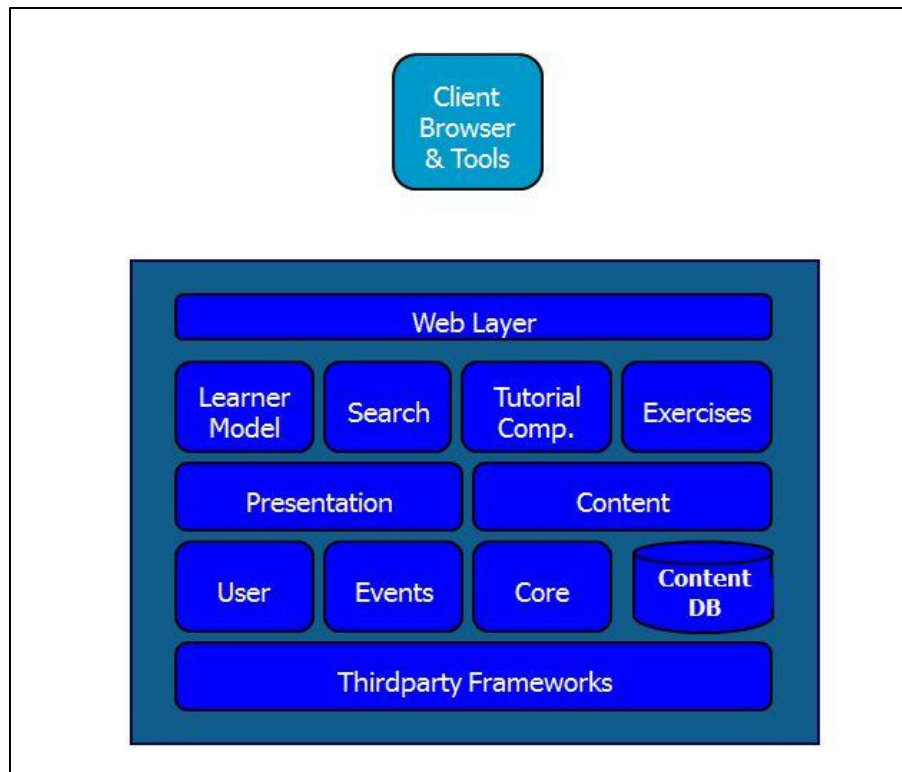 Client
Browser
& Tools
Web Layer
Learner
Model
Search
Tutorial
Comp.
Exercises
Presentation
Content
User
Events
Core
Content
DB
Thirdparty Frameworks